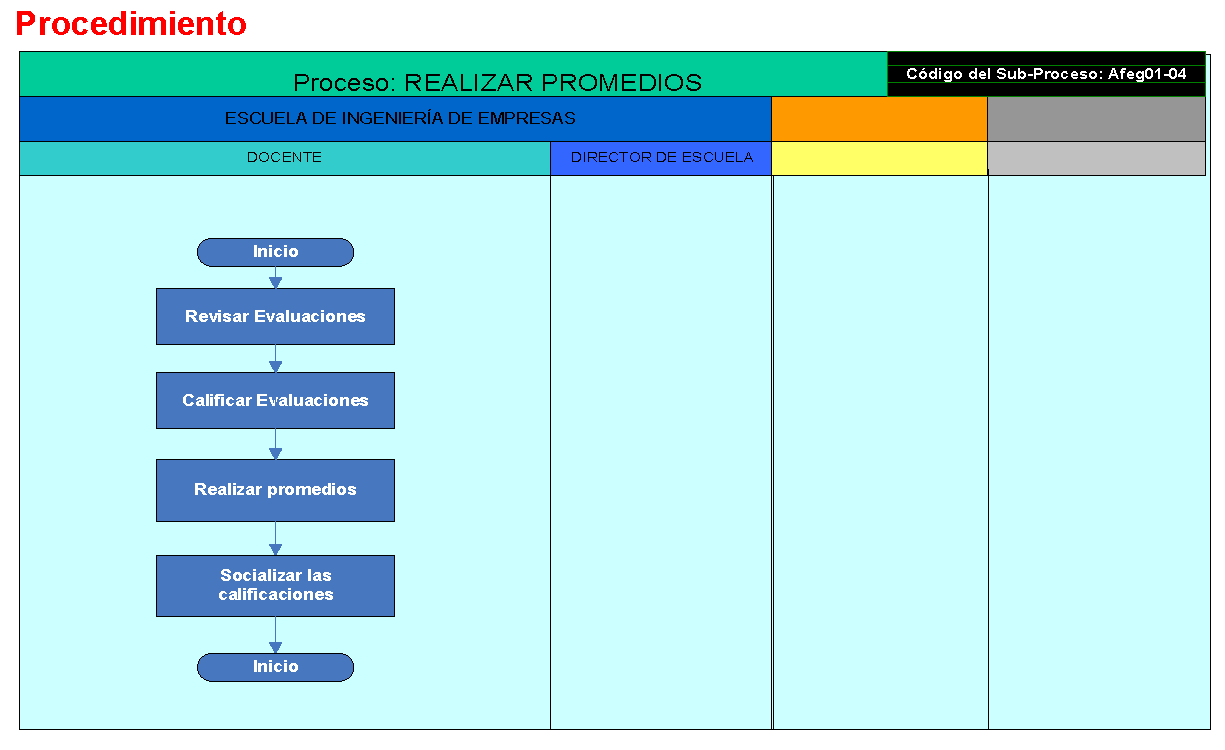 Procedimiento
Proceso: REALIZAR PROMEDIOS
Código del Sub-Proceso: Afeg01-04
ESCUELA DE INGENIERÍA DE EMPRESAS
DOCENTE
DIRECTOR DE ESCUELA
Inicio
Revisar Evaluaciones
Calificar Evaluaciones
Realizar promedios
Socializar las
calificaciones
Inicio